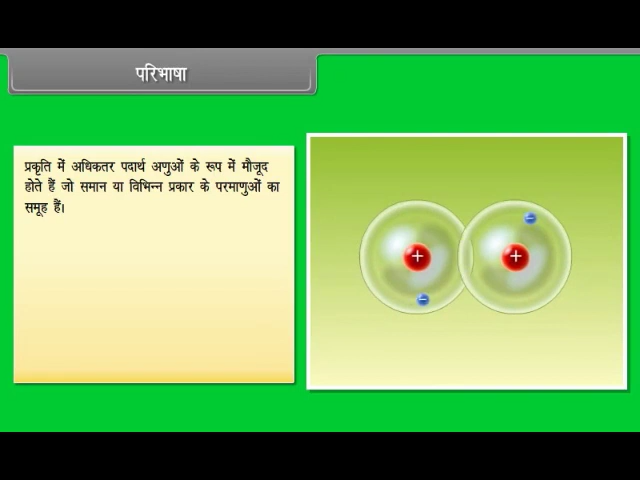 परिभाषा
प्रकृति में अधिकतर पदार्थ अणुओं के रूप में मौजूद
होते हैं जो समान या विभिन्न प्रकार के परमाणुओं का
समूह हैं।
+
−
+
−